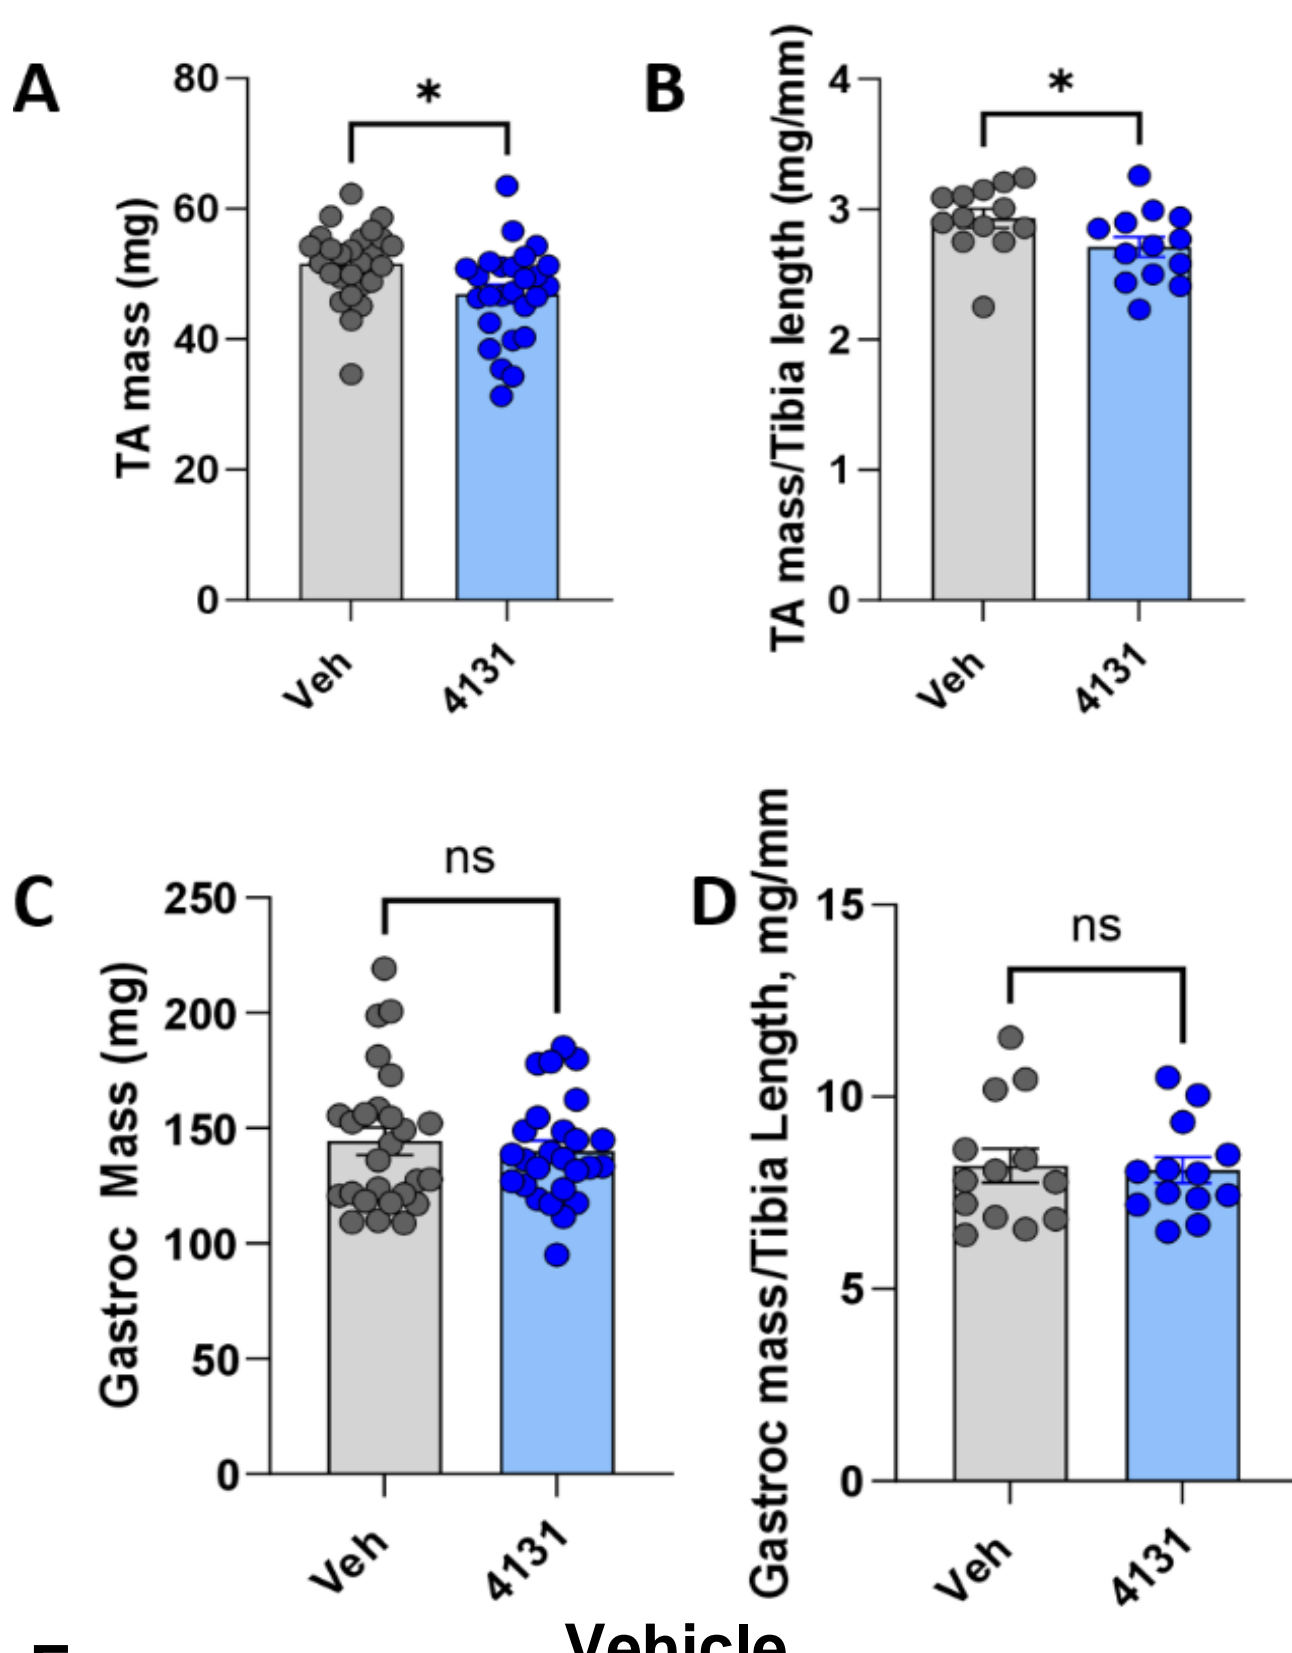 A
TA mass (mg)
80
60
40
20
0
*
Veh
4131
B
TA mass/Tibia length (mg/mm)
4
3
2
1
0
*
Veh
4131
C
Gastroc Mass (mg)
250
200
150
100
50
0
ns
Veh
4131
D
Gastroc mass/Tibia Length, mg/mm
15
10
5
0
ns
Veh
4131
Vehicle